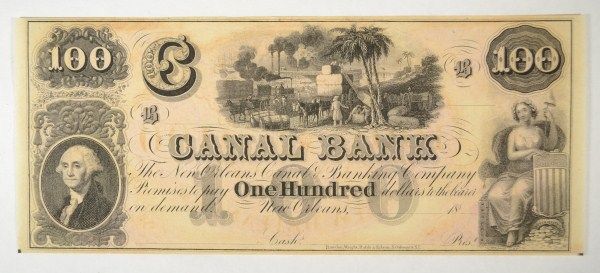 100 100
B
B
CANAL BANK
The New Orleans Canal & Banking Company
Promises to pay One Hundred dollars to the bearer
on demand. New Orleans, 18
Cash.r Pres.t